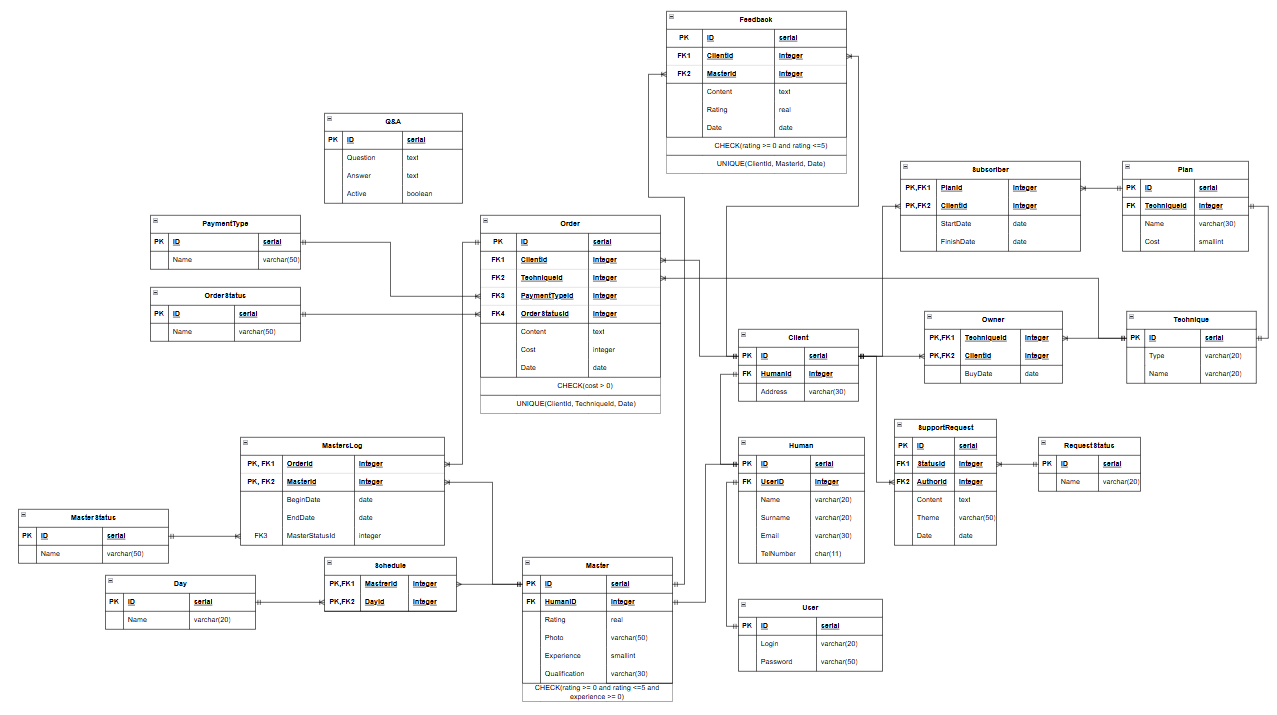 Feedback
PK ID serial
FK1 ClientId Integer
FK2 MasterId Integer
Content text
Rating real
Date date
CHECK(rating >= 0 and rating <=5)
UNIQUE(ClientId, MasterId, Date)
Q&A
PK ID serial
Question text
Answer text
Active boolean
Subscriber
PK,FK1 PlanId Integer
PK,FK2 ClientId Integer
StartDate date
FinishDate date
Plan
PK ID serial
FK TechniqueId Integer
Name varchar(30)
Cost smallint
PaymentType
PK ID serial
Name varchar(50)
Order
PK ID serial
FK1 ClientId Integer
FK2 TechniqueId Integer
FK3 PaymentTypeId Integer
FK4 OrderStatusId Integer
Content text
Cost integer
Date date
CHECK(cost > 0)
UNIQUE(ClientId, TechniqueId, Date)
OrderStatus
PK ID serial
Name varchar(50)
Client
PK ID serial
FK HumanId Integer
Address varchar(30)
Owner
PK,FK1 TechniqueId Integer
PK,FK2 ClientId Integer
BuyDate date
Technique
PK ID serial
Type varchar(20)
Name varchar(20)
MastersLog
PK, FK1 OrderId Integer
PK, FK2 MasterId Integer
BeginDate date
EndDate date
FK3 MasterStatusId integer
Human
PK ID serial
FK UserID Integer
Name varchar(20)
Surname varchar(20)
Email varchar(30)
TelNumber char(11)
SupportRequest
PK ID serial
FK1 StatusId Integer
FK2 AuthorId Integer
Content text
Theme varchar(50)
Date date
RequestStatus
PK ID serial
Name varchar(20)
MasterStatus
PK ID serial
Name varchar(50)
Day
PK ID serial
Name varchar(20)
Schedule
PK,FK1 MastrerId Integer
PK,FK2 DayId Integer
Master
PK ID serial
FK HumanID Integer
Rating real
Photo varchar(50)
Experience smallint
Qualification varchar(30)
CHECK(rating >= 0 and rating <=5 and
experience >= 0)
User
PK ID serial
Login varchar(20)
Password varchar(50)